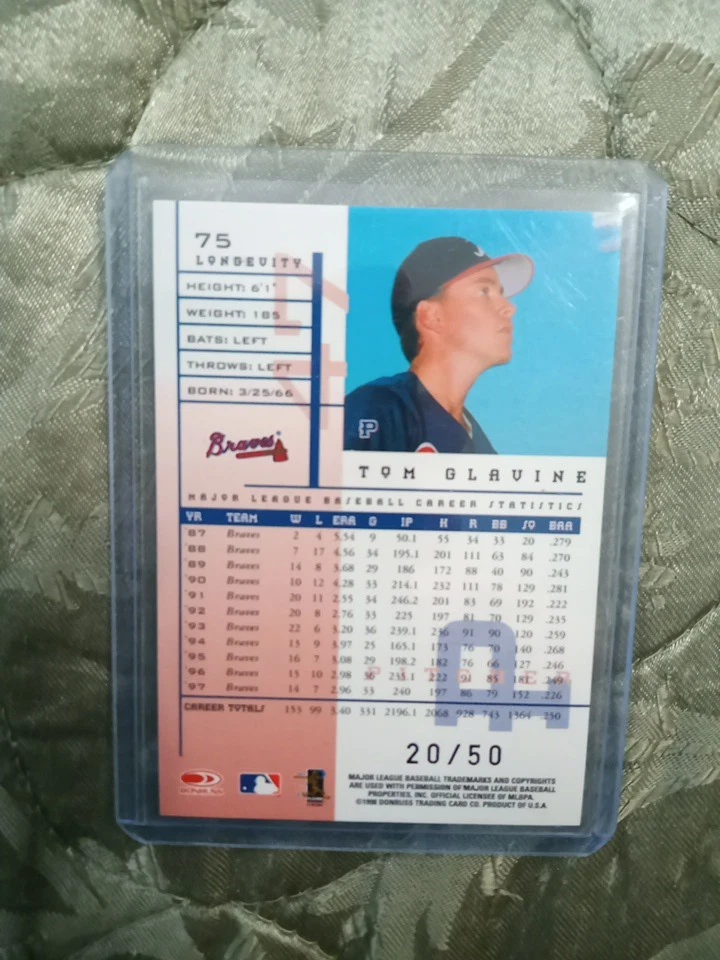 75
LONGEVITY
HEIGHT: 6'1"
WEIGHT: 185
BATS: LEFT
THROWS: LEFT
BORN: 3/25/66
47
Braves
P
TOM GLAVINE
MAJOR LEAGUE BASEBALL CAREER STATISTICS
YR TEAM W L ERA G IP H R BB SO BAA
'87 Braves 2 4 5.54 9 50.1 55 34 33 20 .279
'88 Braves 7 17 4.56 34 195.1 201 111 63 84 .270
'89 Braves 14 8 3.68 29 186 172 88 40 90 .243
'90 Braves 10 12 4.28 33 214.1 232 111 78 129 .281
'91 Braves 20 11 2.55 34 246.2 201 83 69 192 .222
'92 Braves 20 8 2.76 33 225 197 81 70 129 .235
'93 Braves 22 6 3.20 36 239.1 236 91 90 120 .259
'94 Braves 13 9 3.97 25 165.1 173 76 70 140 .268
'95 Braves 16 7 3.08 29 198.2 182 76 66 127 .246
'96 Braves 15 10 2.98 36 235.1 222 91 85 181 .249
'97 Braves 14 7 2.96 33 240 197 86 79 152 .226
PITCHER
CAREER TOTALS 153 99 3.40 331 2196.1 2068 928 743 1364 .250
20/50
DONRUSS
MAJOR LEAGUE BASEBALL TRADEMARKS AND COPYRIGHTS
ARE USED WITH PERMISSION OF MAJOR LEAGUE BASEBALL
PROPERTIES, INC. OFFICIAL LICENSEE OF MLBPA.
©1998 DONRUSS TRADING CARD CO. PRODUCT OF U.S.A.